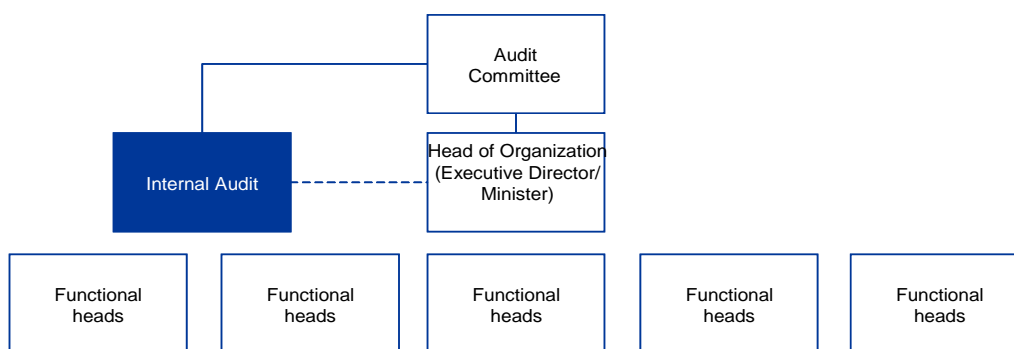 Audit
Committee
Head of Organization
(Executive Director/
Minister)
Internal Audit
Functional
heads
Functional
heads
Functional
heads
Functional
heads
Functional
heads